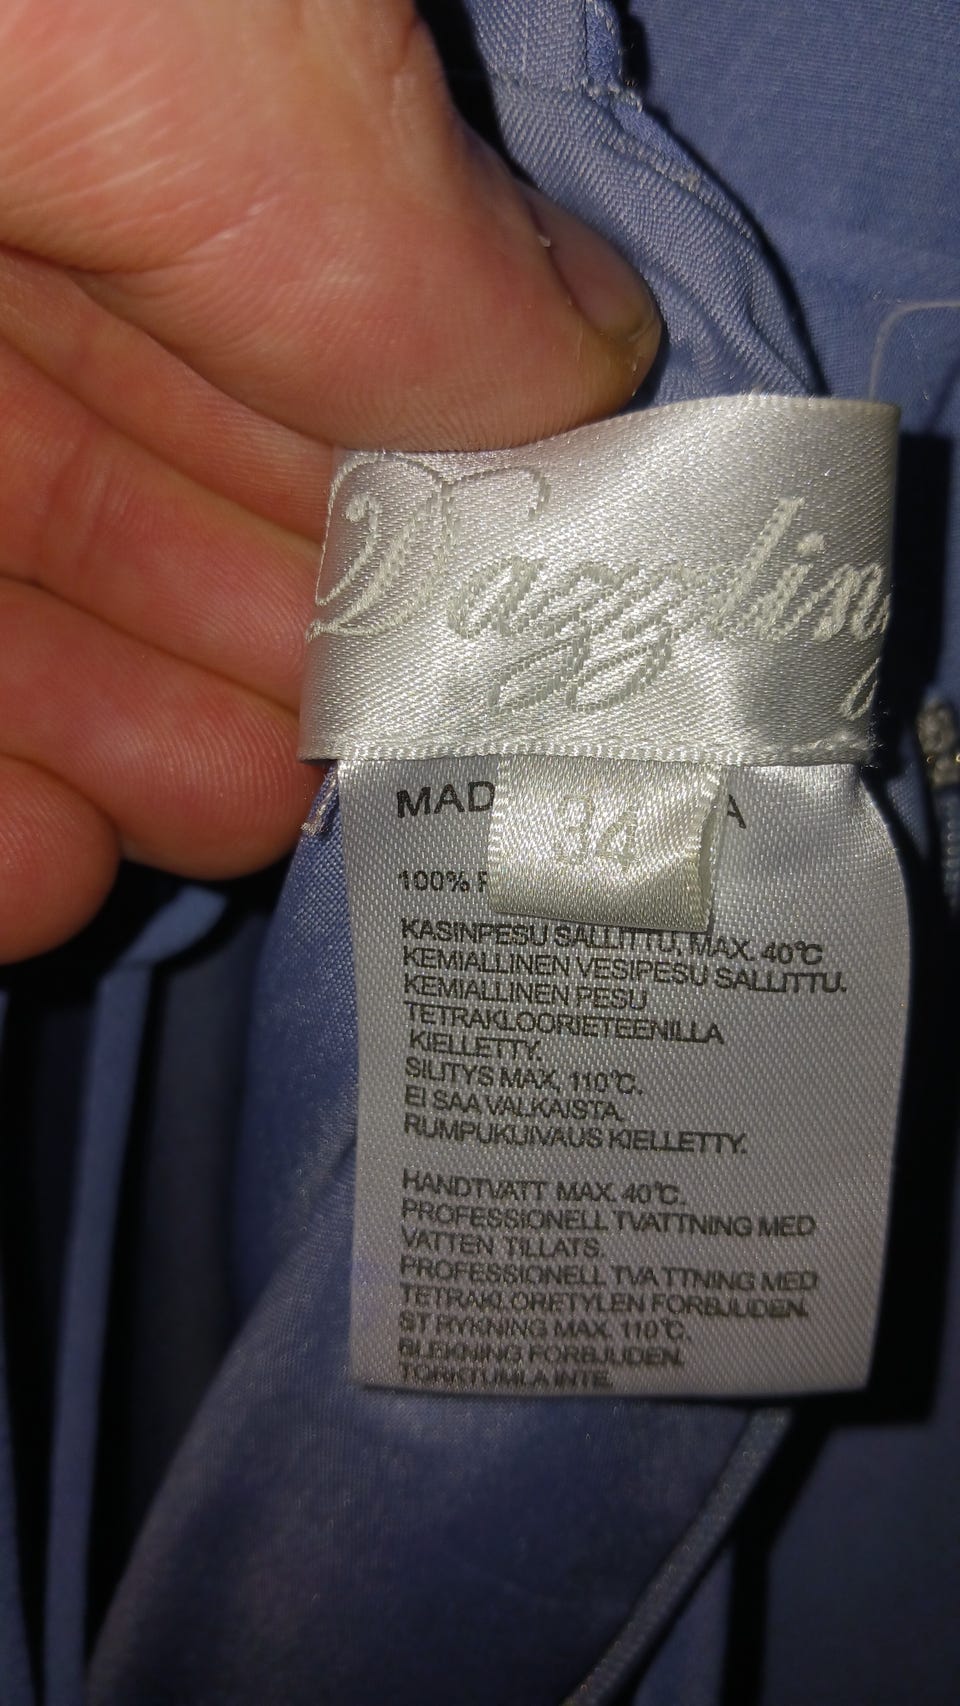 Dazzling
34
MAD A
100%
KASINPESU SALLITTU, MAX. 40°C
KEMIALLINEN VESIPESU SALLITTU.
KEMIALLINEN PESU
TETRAKLOORIETEENILLA
KIELLETTY.
SILITYS MAX, 110°C.
EI SAA VALKAISTA.
RUMPUKUIVAUS KIELLETTY.
HANDTVATT MAX. 40°C.
PROFESSIONELL TVATTNING MED
VATTEN TILLATS.
PROFESSIONELL TVATTNING MED
TETRAKLORETYLEN FORBJUDEN.
STRYKNING MAX. 110°C.
BLEKNING FORBJUDEN.
TORKTUMLA INTE.